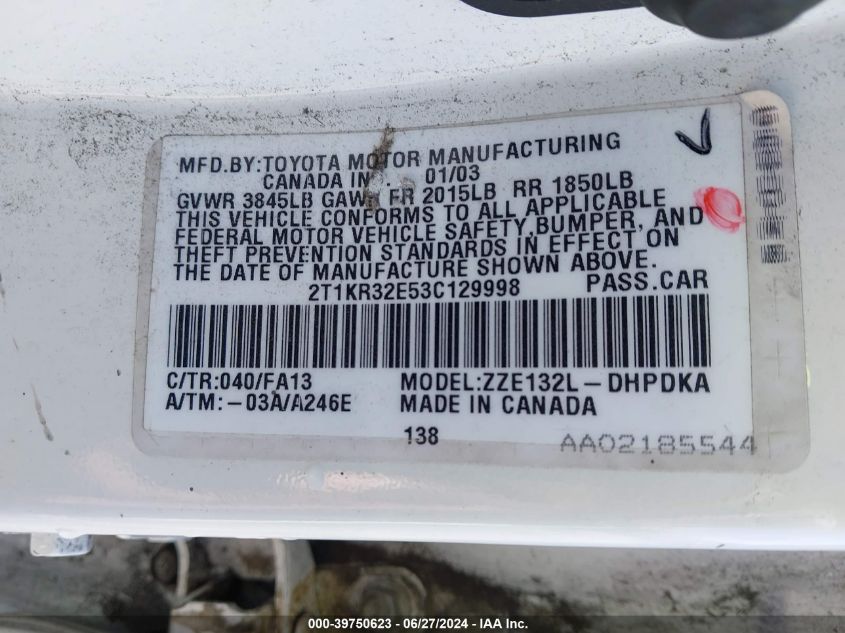 MFD.BY:TOYOTA MOTOR MANUFACTURING
CANADA IN . 01/03
GVWR 3845LB GAWR FR 2015LB RR 1850LB
THIS VEHICLE CONFORMS TO ALL APPLICABLE
FEDERAL MOTOR VEHICLE SAFETY,BUMPER, AND
THEFT PREVENTION STANDARDS IN EFFECT ON
THE DATE OF MANUFACTURE SHOWN ABOVE.
2T1KR32E53C129998 PASS.CAR
C/TR:040/FA13 MODEL:ZZE132L-DHPDKA
A/TM:-03A/A246E MADE IN CANADA
138
AA02185544
000-39750623 - 06/27/2024 - IAA Inc.